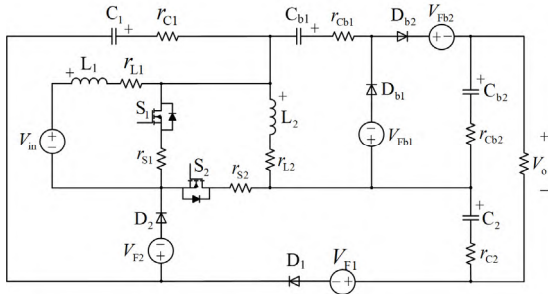 C1 + rC1
Cb1 + rCb1
Db2
VFb2
+ −
+ L1 rL1
S1
rS1
+ L2
rL2
Db1
− +
VFb1
+ Cb2
rCb2
Vin
+ −
S2
rS2
+ Vo −
D2
− +
VF2
+ C2
rC2
D1
VF1
− +